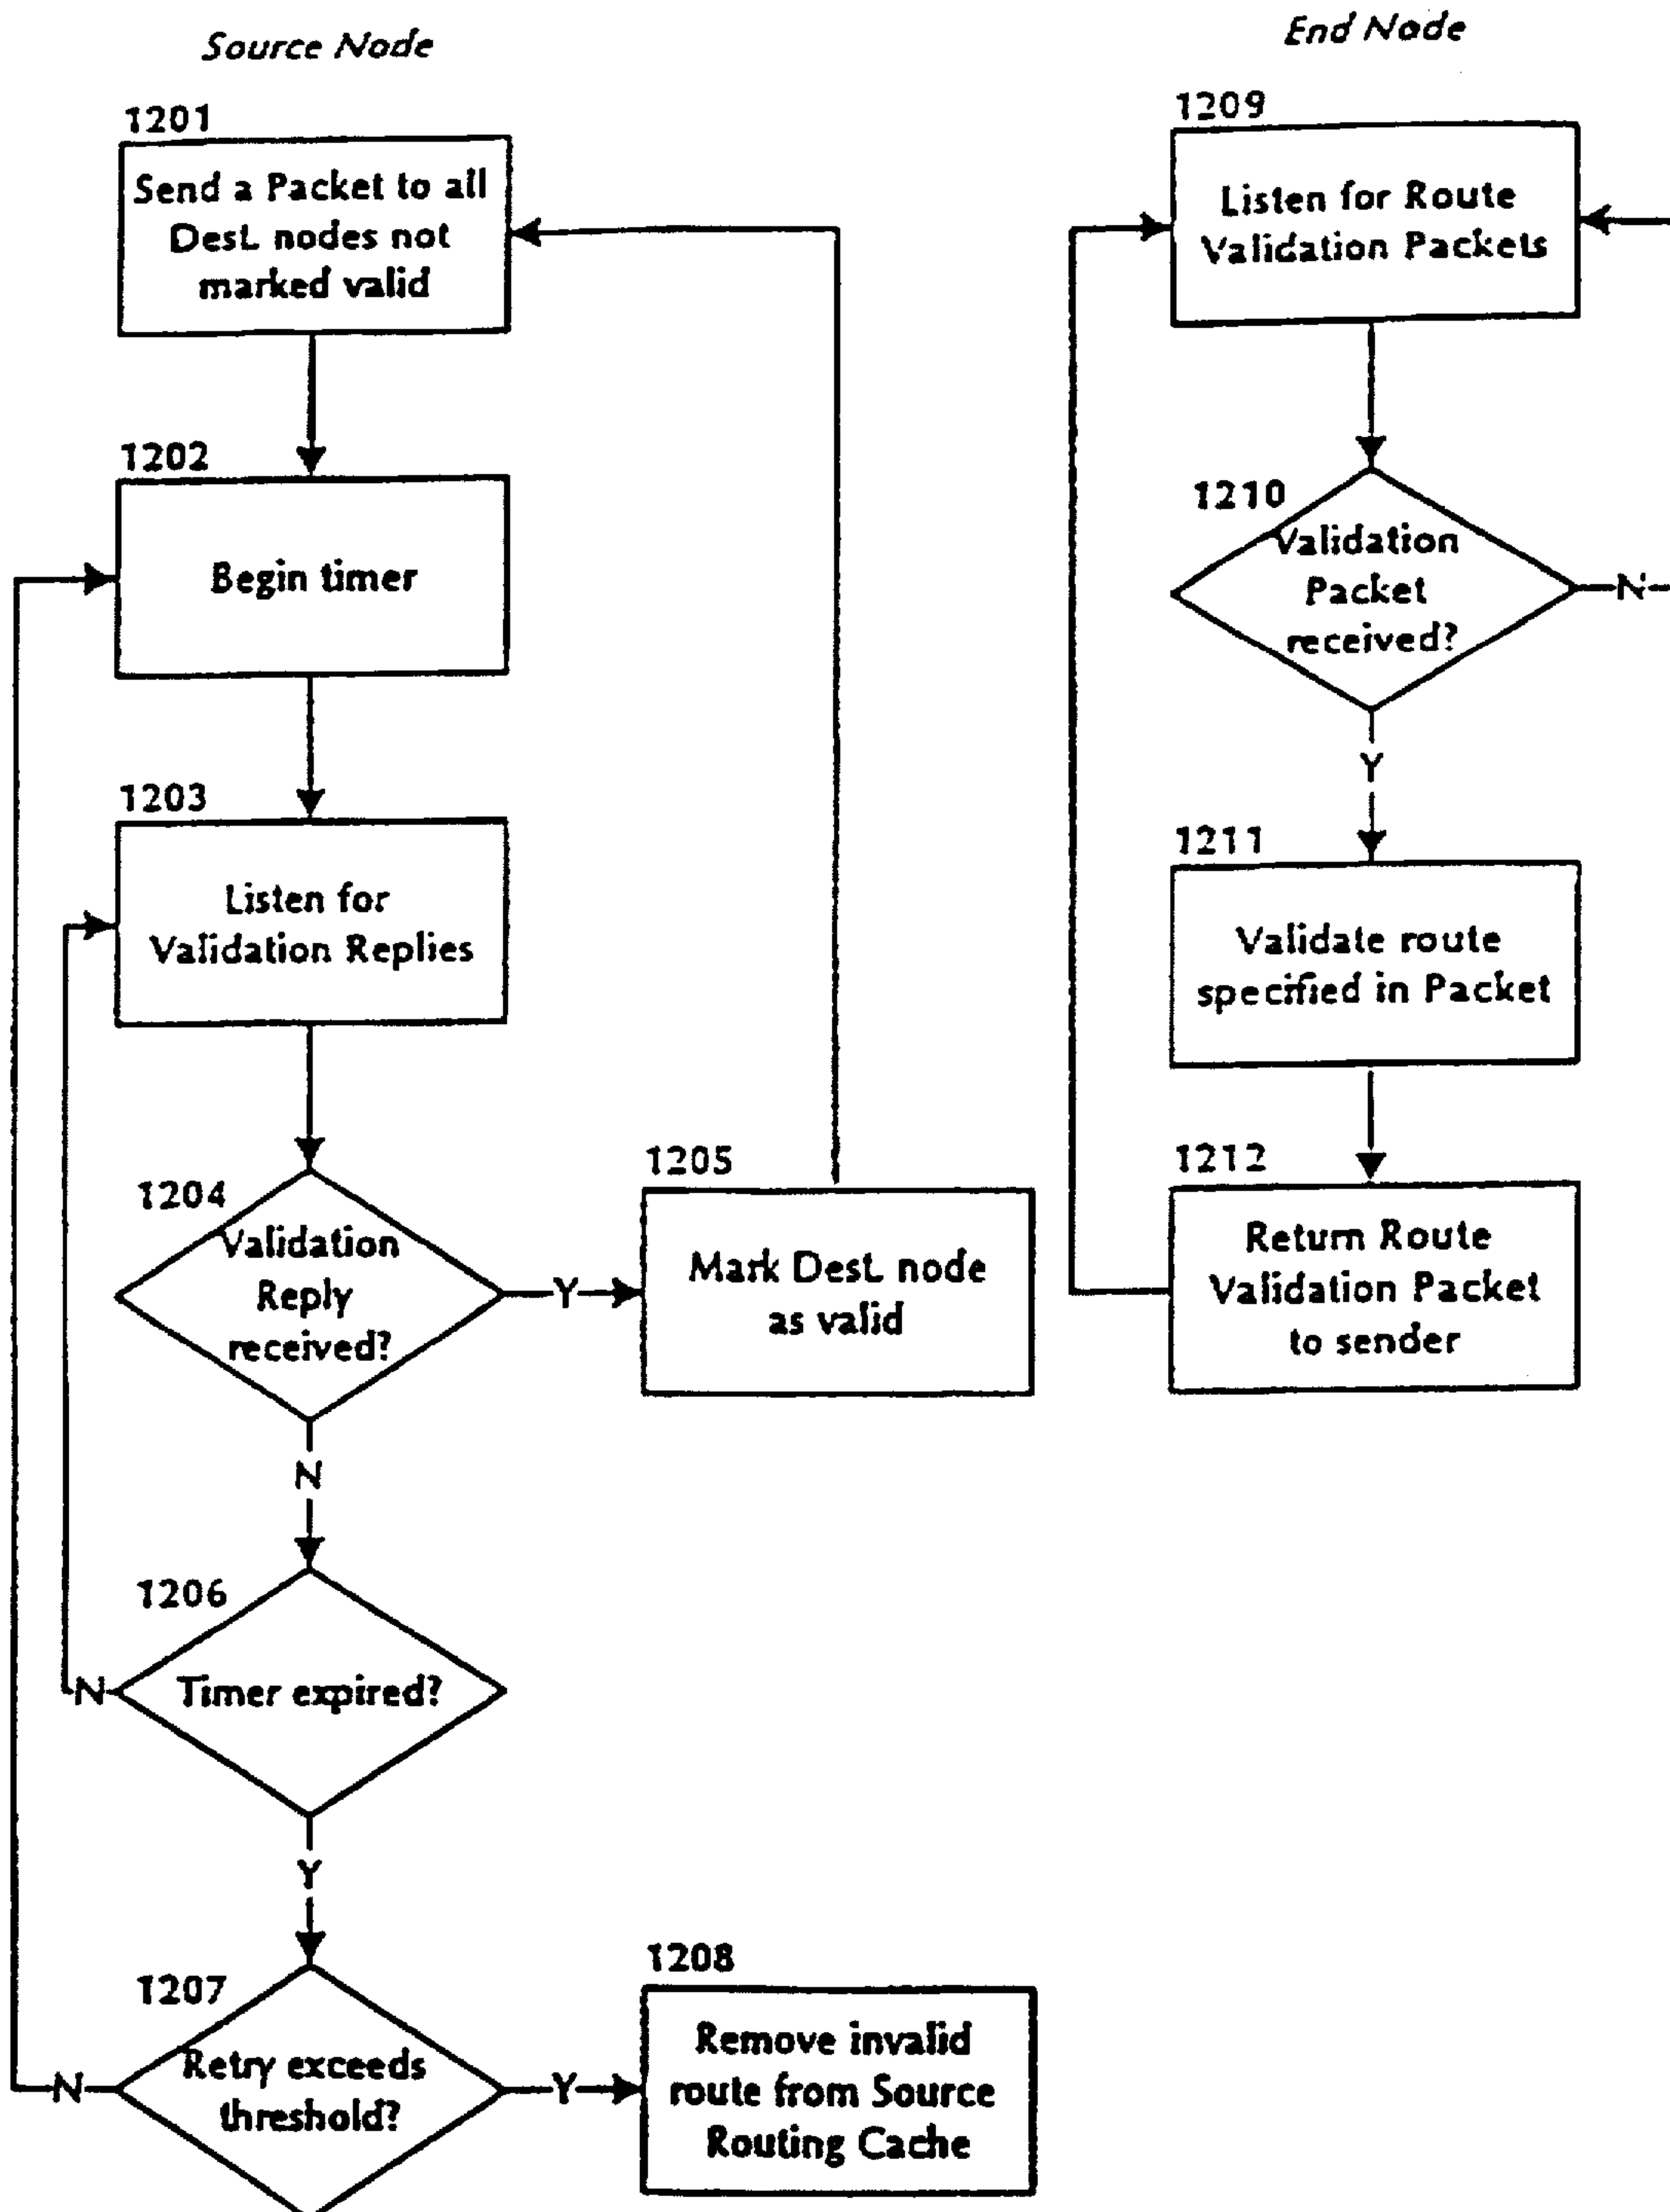 Source Node
1201
Send a Packet to all
Dest. nodes not
marked valid
1202
Begin timer
1203
Listen for
Validation Replies
1204
Validation
Reply
received?
Y
1205
Mark Dest. node
as valid
N
1206
Timer expired?
N
Y
1207
Retry exceeds
threshold?
N
Y
1208
Remove invalid
route from Source
Routing Cache
End Node
1209
Listen for Route
Validation Packets
1210
Validation
Packet
received?
N
Y
1211
Validate route
specified in Packet
1212
Return Route
Validation Packet
to sender